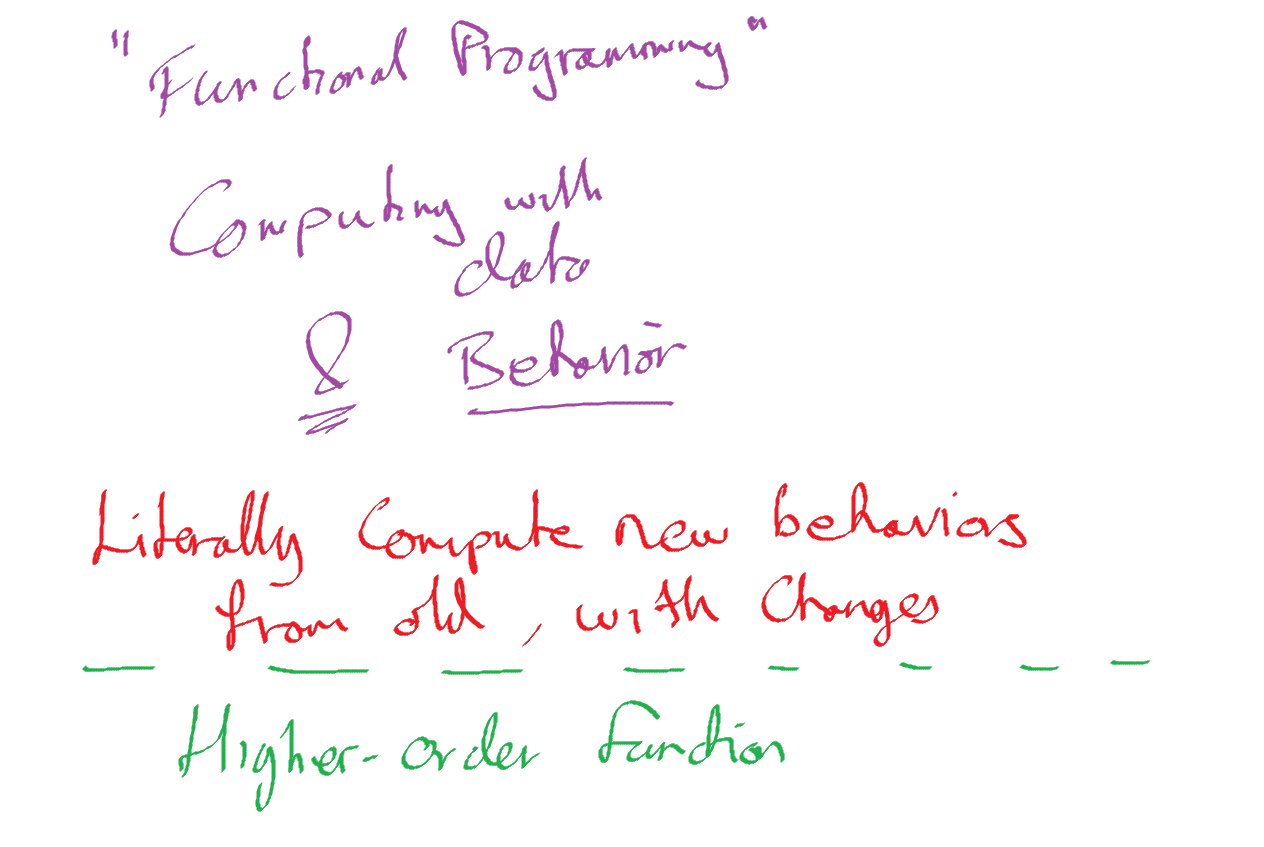 "Functional Programming"
Computing with
data
& Behavior
Literally Compute new behaviors
from old, with Changes
Higher-order function